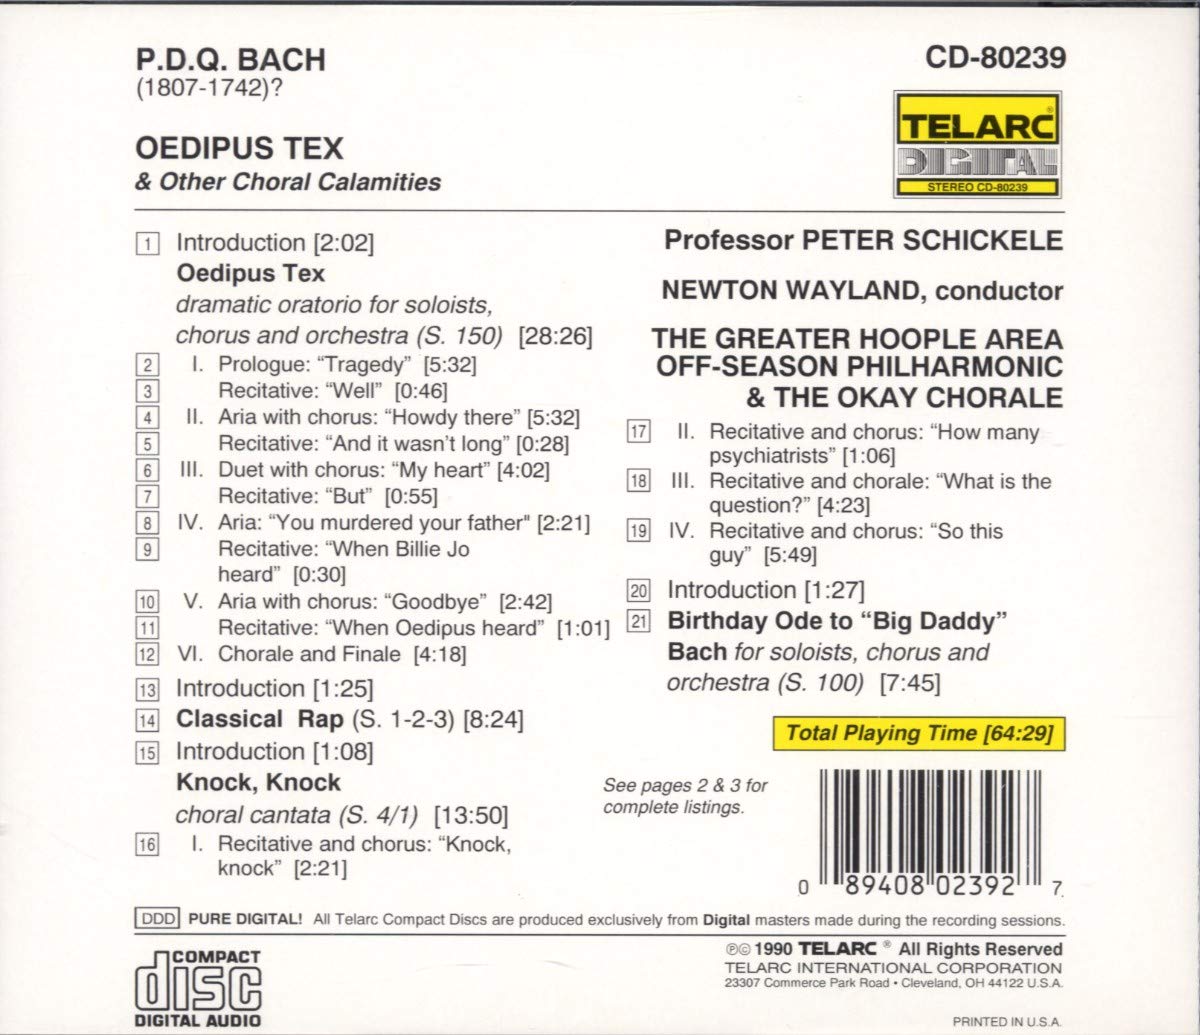 P.D.Q. BACH
(1807-1742)?
CD-80239
TELARC®
DIGITAL
STEREO CD-80239
OEDIPUS TEX
& Other Choral Calamities
1 Introduction [2:02]
Oedipus Tex
dramatic oratorio for soloists,
chorus and orchestra (S. 150) [28:26]
2 I. Prologue: “Tragedy” [5:32]
3 Recitative: “Well” [0:46]
4 II. Aria with chorus: “Howdy there” [5:32]
5 Recitative: “And it wasn't long” [0:28]
6 III. Duet with chorus: “My heart” [4:02]
7 Recitative: “But” [0:55]
8 IV. Aria: “You murdered your father" [2:21]
9 Recitative: “When Billie Jo
heard” [0:30]
10 V. Aria with chorus: “Goodbye” [2:42]
11 Recitative: “When Oedipus heard” [1:01]
12 VI. Chorale and Finale [4:18]
13 Introduction [1:25]
14 Classical Rap (S. 1-2-3) [8:24]
15 Introduction [1:08]
Knock, Knock
choral cantata (S. 4/1) [13:50]
16 I. Recitative and chorus: “Knock,
knock” [2:21]
Professor PETER SCHICKELE
NEWTON WAYLAND, conductor
THE GREATER HOOPLE AREA
OFF-SEASON PHILHARMONIC
& THE OKAY CHORALE
17 II. Recitative and chorus: “How many
psychiatrists” [1:06]
18 III. Recitative and chorale: “What is the
question?” [4:23]
19 IV. Recitative and chorus: “So this
guy” [5:49]
20 Introduction [1:27]
21 Birthday Ode to “Big Daddy”
Bach for soloists, chorus and
orchestra (S. 100) [7:45]
Total Playing Time [64:29]
See pages 2 & 3 for
complete listings.
0 89408 02392 7
DDD PURE DIGITAL! All Telarc Compact Discs are produced exclusively from Digital masters made during the recording sessions.
COMPACT
disc
DIGITAL AUDIO
℗© 1990 TELARC® All Rights Reserved
TELARC INTERNATIONAL CORPORATION
23307 Commerce Park Road • Cleveland, OH 44122 U.S.A.
PRINTED IN U.S.A.